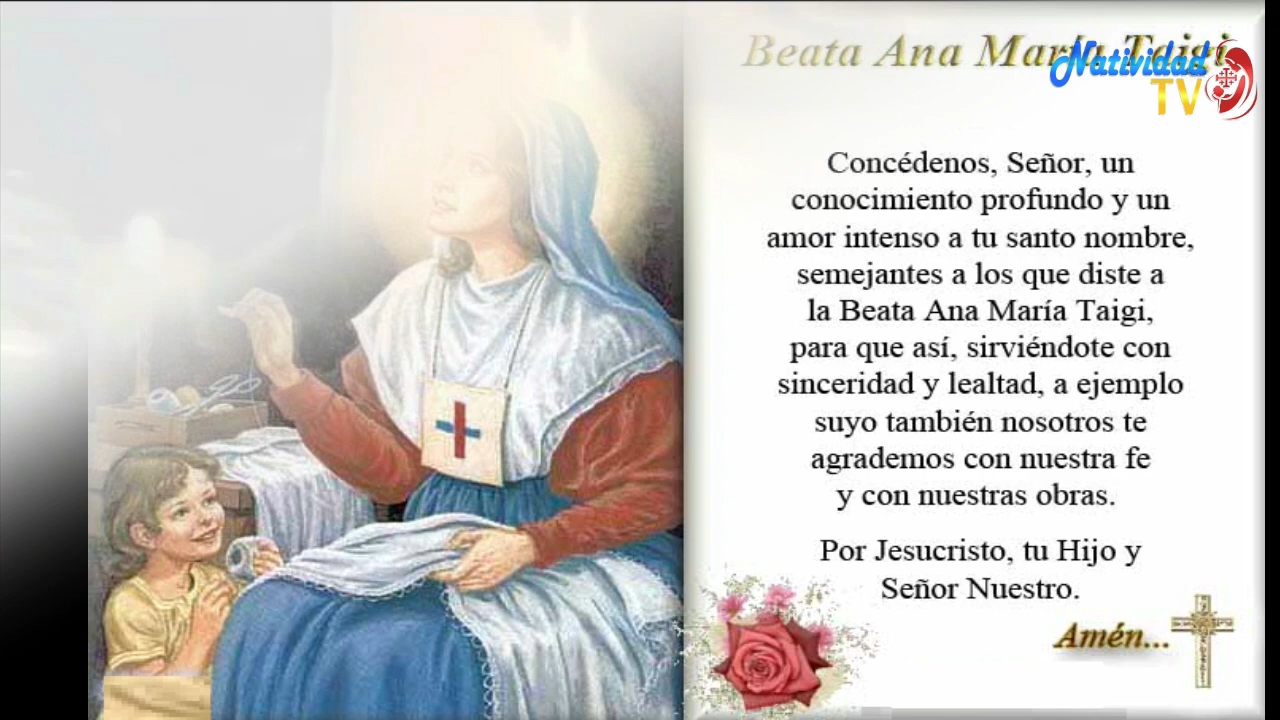 Beata Ana María Taigi
Natividad
TV
Concédenos, Señor, un
conocimiento profundo y un
amor intenso a tu santo nombre,
semejantes a los que diste a
la Beata Ana María Taigi,
para que así, sirviéndote con
sinceridad y lealtad, a ejemplo
suyo también nosotros te
agrademos con nuestra fe
y con nuestras obras.
Por Jesucristo, tu Hijo y
Señor Nuestro.
Amén...